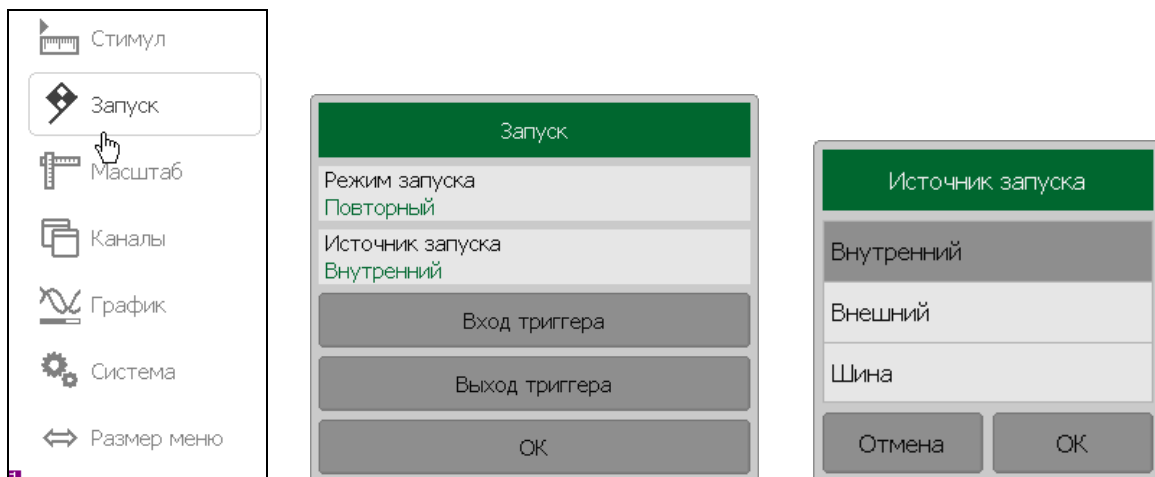 Стимул
Запуск
Масштаб
Каналы
График
Система
Размер меню
Запуск
Режим запуска
Повторный
Источник запуска
Внутренний
Вход триггера
Выход триггера
ОК
Источник запуска
Внутренний
Внешний
Шина
Отмена
ОК